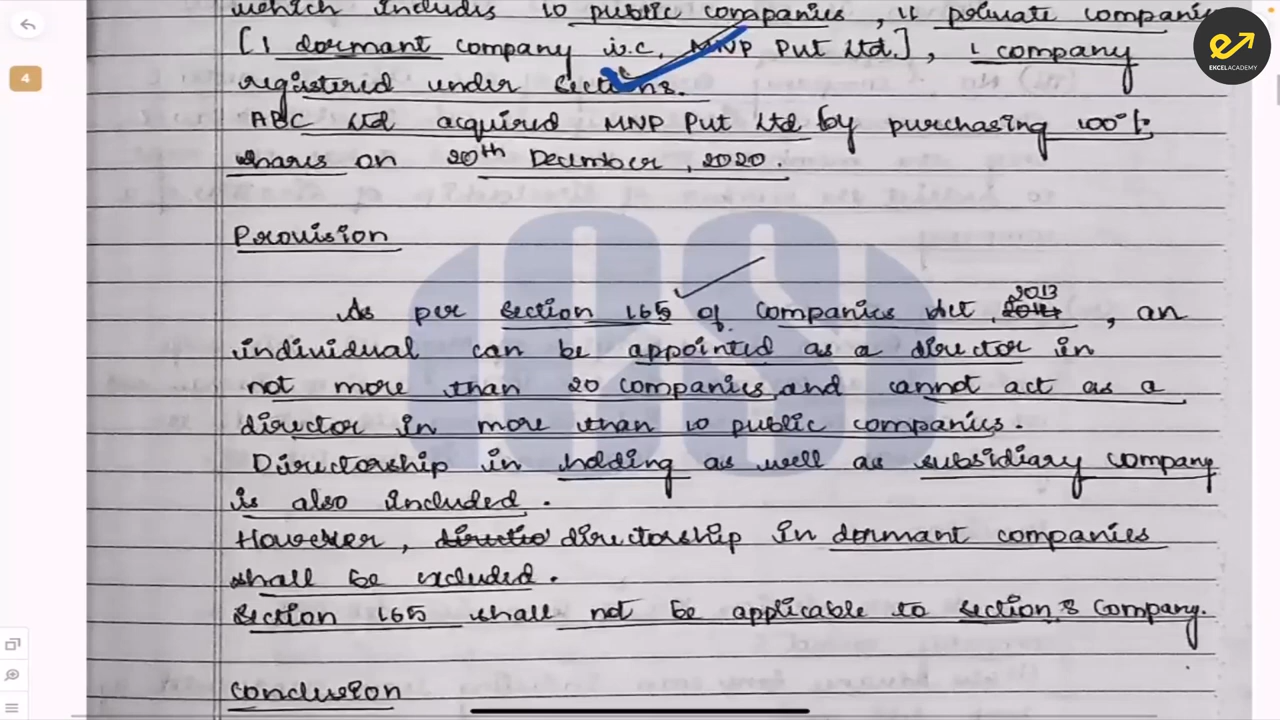 which includes 10 public companies, 11 private companies
[1 dormant company i.e. MNP Pvt Ltd.], 1 company
registered under section 8.
ABC Ltd acquired MNP Pvt Ltd by purchasing 100%
shares on 20th December, 2020.
Provision
As per section 165 of Companies Act, 2013, an
individual can be appointed as a director in
not more than 20 companies, and cannot act as a
director in more than 10 public companies.
Directorship in holding as well as subsidiary company
is also included.
However, directorship in dormant companies
shall be excluded.
Section 165 shall not be applicable to section 8 Company.
Conclusion
4
EKCEL ACADEMY
ICSI